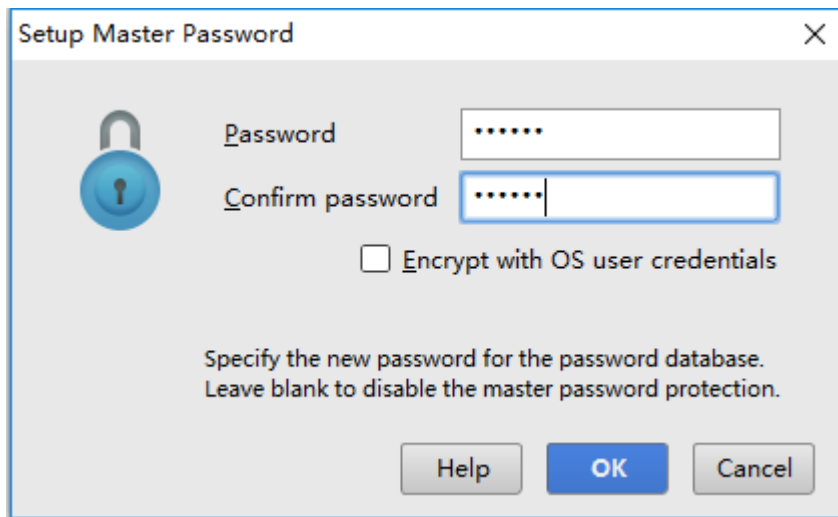 Setup Master Password
Password ••••••
Confirm password ••••••
Encrypt with OS user credentials
Specify the new password for the password database.
Leave blank to disable the master password protection.
Help OK Cancel